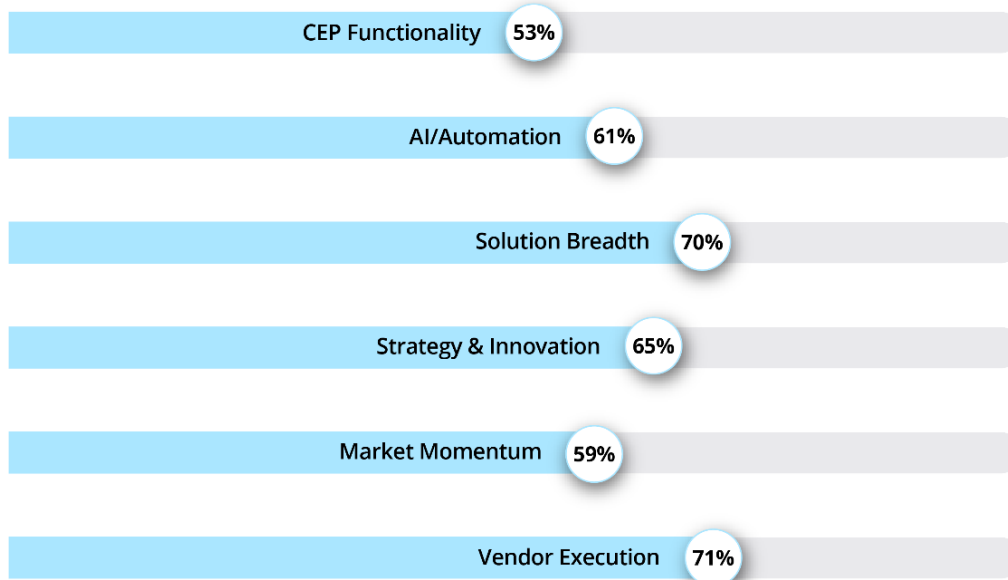 CEP Functionality 53%
AI/Automation 61%
Solution Breadth 70%
Strategy & Innovation 65%
Market Momentum 59%
Vendor Execution 71%